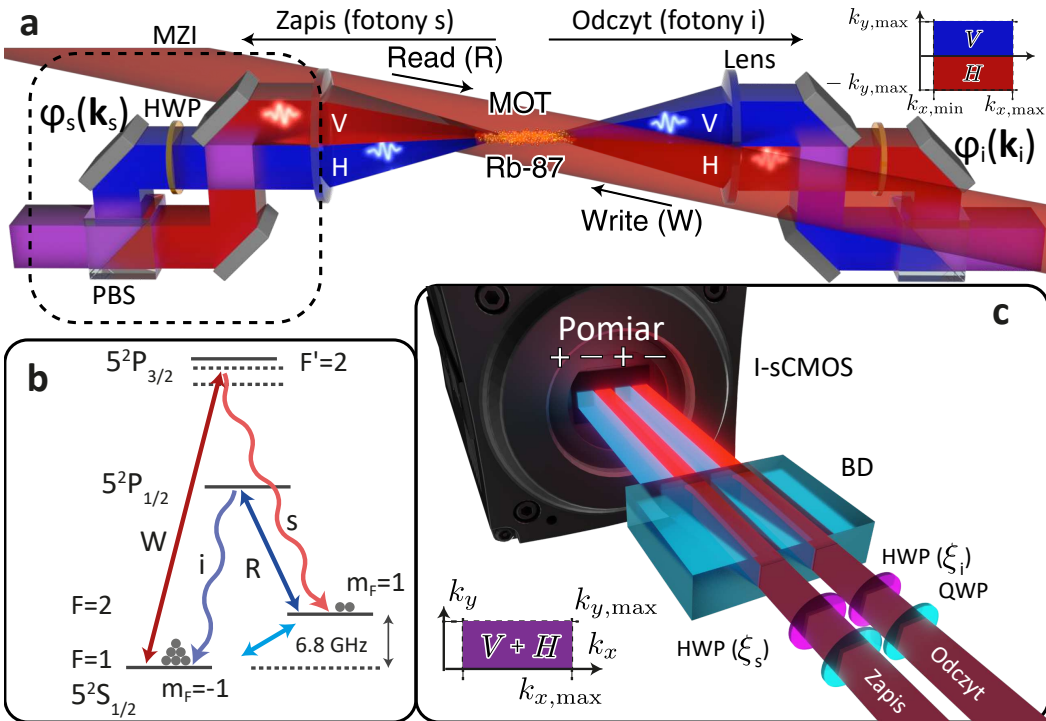 a
Zapis (fotony s)
Odczyt (fotony i)
MZI
Read (R)
Lens
k_y,max
V
H
− k_y,max
k_x,min
k_x,max
φ_s(k_s)
HWP
V
H
MOT
Rb-87
V
H
φ_i(k_i)
Write (W)
PBS
b
5²P_3/2
F'=2
5²P_1/2
W
i
R
s
m_F=1
F=2
6.8 GHz
F=1
m_F=-1
5²S_1/2
c
Pomiar
+ − + −
I-sCMOS
BD
HWP (ξ_i)
QWP
HWP (ξ_s)
Zapis
Odczyt
k_y
k_y,max
V + H
k_x
k_x,max